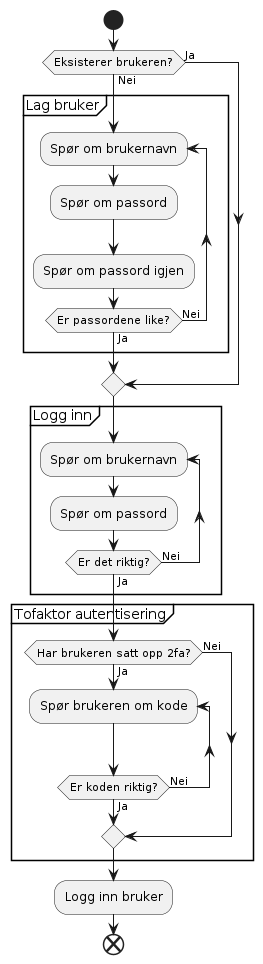 Eksisterer brukeren?
Ja
Nei
Lag bruker
Spør om brukernavn
Spør om passord
Spør om passord igjen
Er passordene like?
Nei
Ja
Logg inn
Spør om brukernavn
Spør om passord
Er det riktig?
Nei
Ja
Tofaktor autentisering
Har brukeren satt opp 2fa?
Nei
Ja
Spør brukeren om kode
Er koden riktig?
Nei
Ja
Logg inn bruker